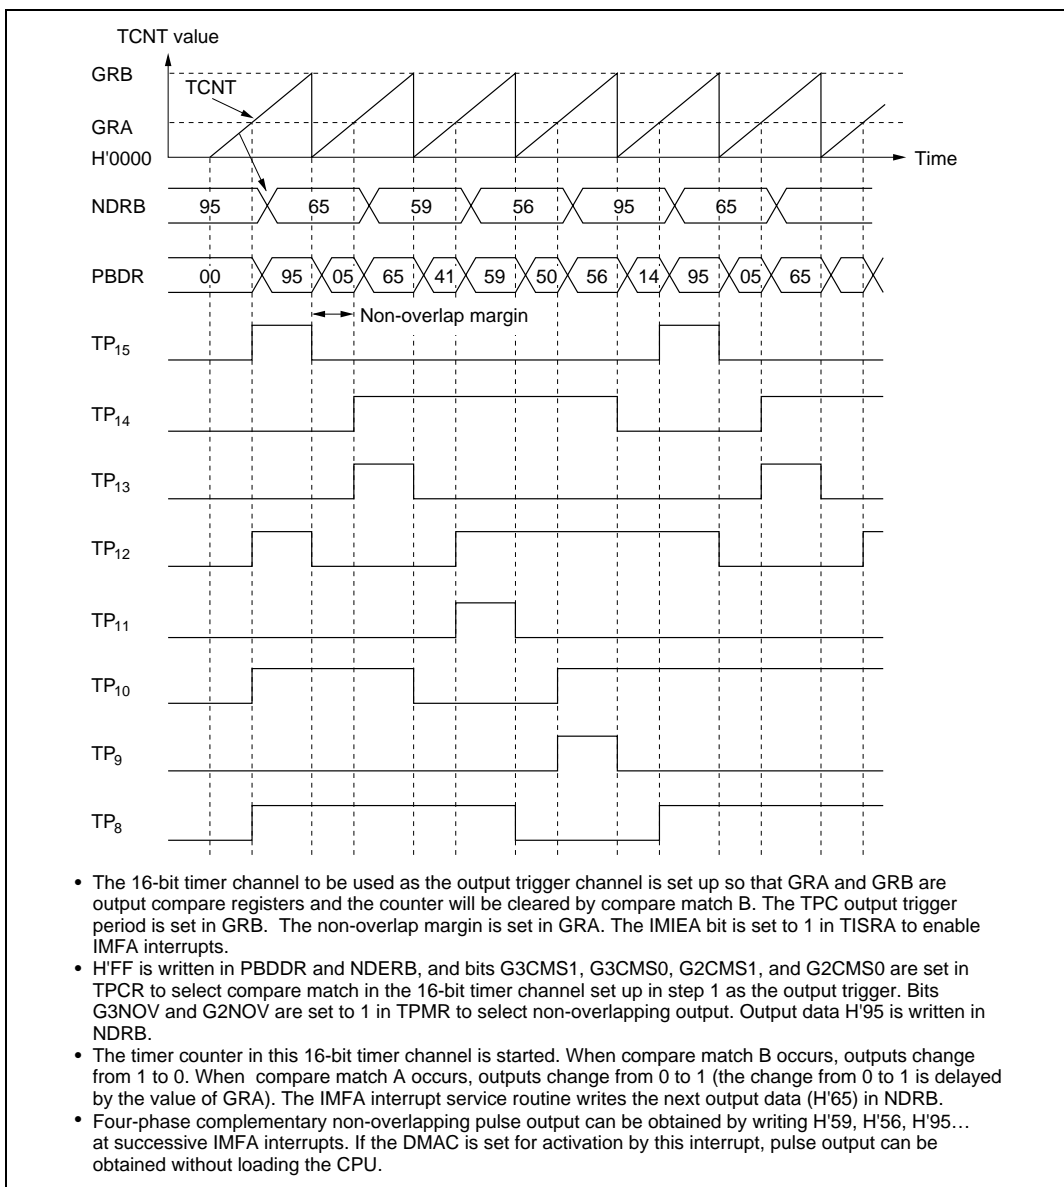 TCNT value
GRB
TCNT
GRA
H'0000
Time
NDRB 95 65 59 56 95 65
PBDR 00 95 05 65 41 59 50 56 14 95 05 65
Non-overlap margin
TP15
TP14
TP13
TP12
TP11
TP10
TP9
TP8
• The 16-bit timer channel to be used as the output trigger channel is set up so that GRA and GRB are
output compare registers and the counter will be cleared by compare match B. The TPC output trigger
period is set in GRB. The non-overlap margin is set in GRA. The IMIEA bit is set to 1 in TISRA to enable
IMFA interrupts.
• H'FF is written in PBDDR and NDERB, and bits G3CMS1, G3CMS0, G2CMS1, and G2CMS0 are set in
TPCR to select compare match in the 16-bit timer channel set up in step 1 as the output trigger. Bits
G3NOV and G2NOV are set to 1 in TPMR to select non-overlapping output. Output data H'95 is written in
NDRB.
• The timer counter in this 16-bit timer channel is started. When compare match B occurs, outputs change
from 1 to 0. When compare match A occurs, outputs change from 0 to 1 (the change from 0 to 1 is delayed
by the value of GRA). The IMFA interrupt service routine writes the next output data (H'65) in NDRB.
• Four-phase complementary non-overlapping pulse output can be obtained by writing H'59, H'56, H'95…
at successive IMFA interrupts. If the DMAC is set for activation by this interrupt, pulse output can be
obtained without loading the CPU.